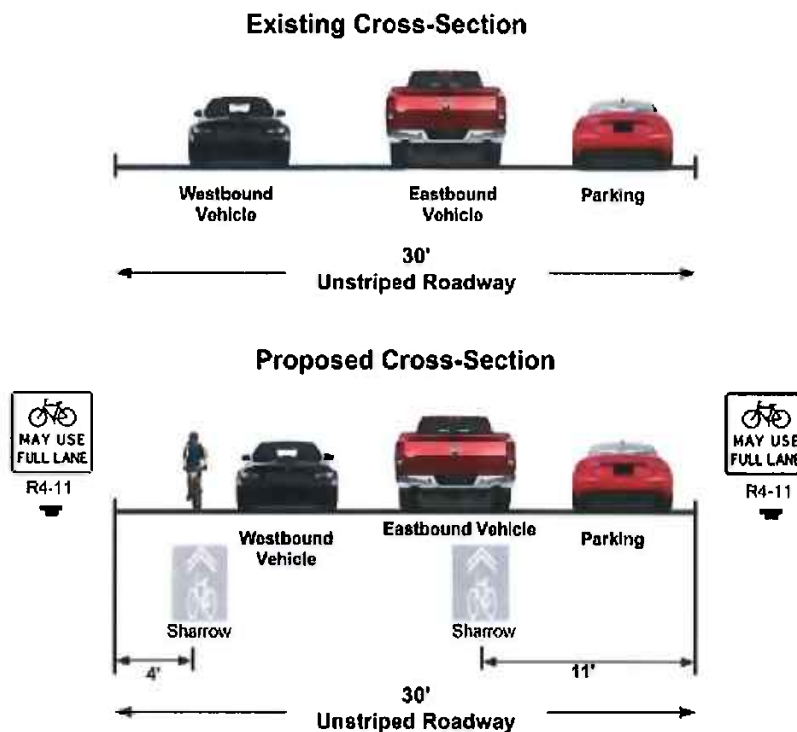 Existing Cross-Section
Westbound
Vehicle
Eastbound
Vehicle
Parking
30'
Unstriped Roadway
Proposed Cross-Section
MAY USE
FULL LANE
R4-11
MAY USE
FULL LANE
R4-11
Westbound
Vehicle
Eastbound Vehicle
Parking
Sharrow
Sharrow
4'
11'
30'
Unstriped Roadway